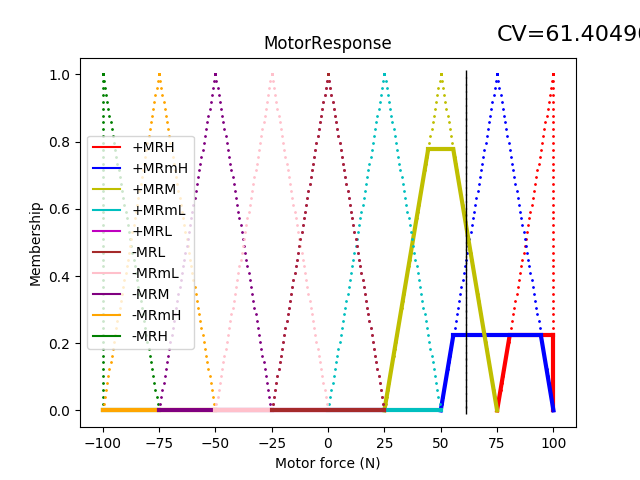 CV=61.4049
MotorResponse
1.0
0.8
0.6
0.4
0.2
0.0
Membership
+MRH
+MRmH
+MRM
+MRmL
+MRL
-MRL
-MRmL
-MRM
-MRmH
-MRH
−100 −75 −50 −25 0 25 50 75 100
Motor force (N)